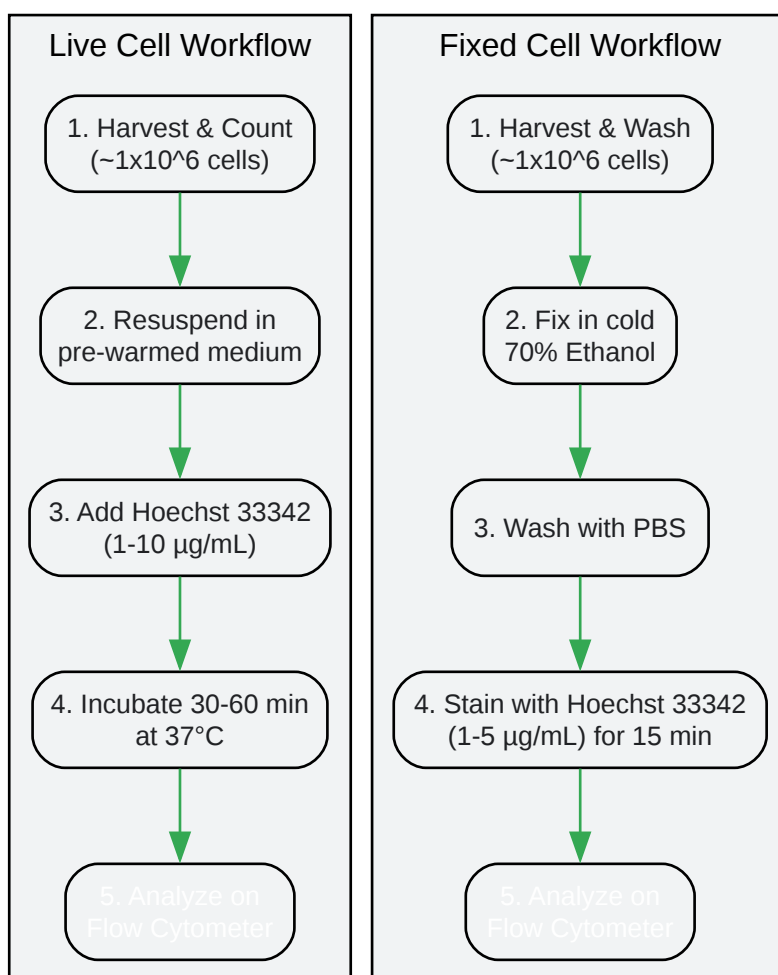 Live Cell Workflow
1. Harvest & Count
(~1x10^6 cells)
2. Resuspend in
pre-warmed medium
3. Add Hoechst 33342
(1-10 µg/mL)
4. Incubate 30-60 min
at 37°C
5. Analyze on
Flow Cytometer
Fixed Cell Workflow
1. Harvest & Wash
(~1x10^6 cells)
2. Fix in cold
70% Ethanol
3. Wash with PBS
4. Stain with Hoechst 33342
(1-5 µg/mL) for 15 min
5. Analyze on
Flow Cytometer